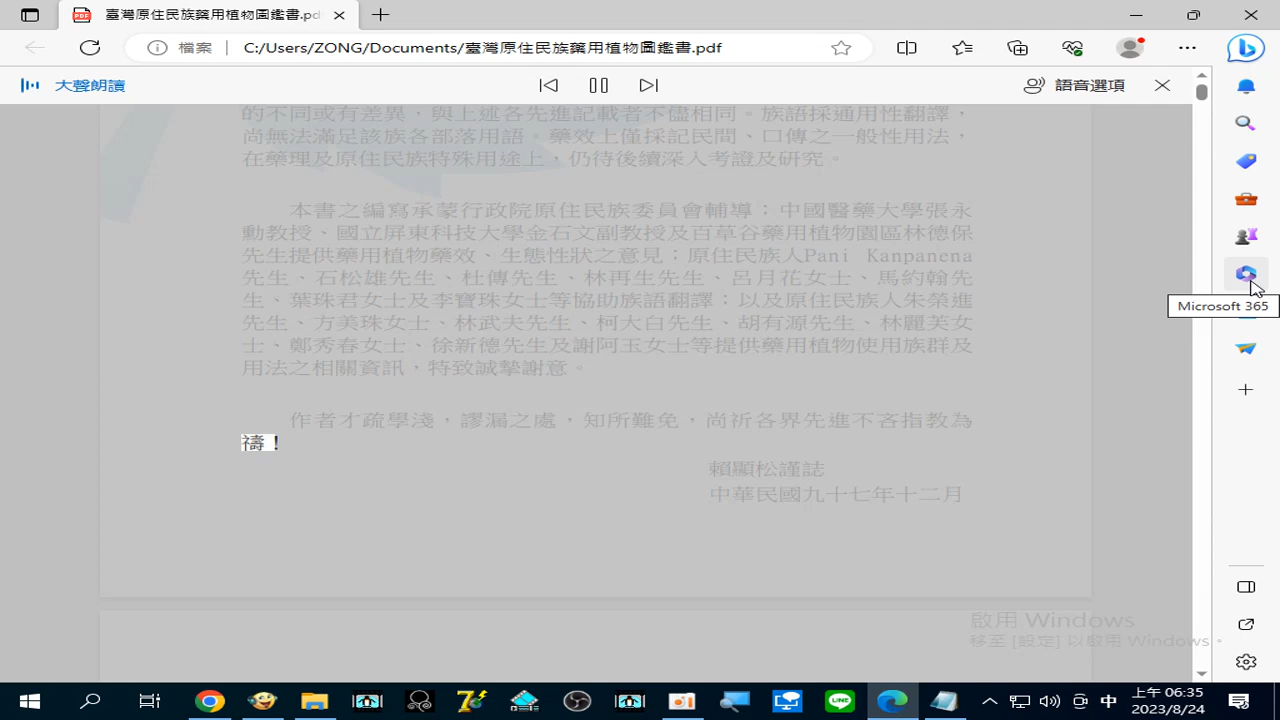 臺灣原住民族藥用植物圖鑑書.pd
檔案
C:/Users/ZONG/Documents/臺灣原住民族藥用植物圖鑑書.pdf
大聲朗讀
語音選項
的不同或有差異，與上述各先進記載者不儘相同。族語採通用性翻譯，
尚無法滿足該族各部落用語。藥效上僅採記民間、口傳之一般性用法，
在藥理及原住民族特殊用途上，仍待後續深入考證及研究。
本書之編寫承蒙行政院原住民族委員會輔導；中國醫藥大學張永
勳教授、國立屏東科技大學金石文副教授及百草谷藥用植物園區林德保
先生提供藥用植物藥效、生態性狀之意見；原住民族人Pani Kanpanena
先生、石松雄先生、杜傳先生、林再生先生、呂月花女士、馬約翰先
生、葉珠君女士及李寶珠女士等協助族語翻譯；以及原住民族人朱榮進
先生、方美珠女士、林武夫先生、柯大白先生、胡有源先生、林麗芙女
士、鄭秀春女士、徐新德先生及謝阿玉女士等提供藥用植物使用族群及
用法之相關資訊，特致誠摯謝意。
作者才疏學淺，謬漏之處，知所難免，尚祈各界先進不吝指教為
禱！
賴顯松謹誌
中華民國九十七年十二月
Microsoft 365
啟用 Windows
移至 [設定] 以啟用 Windows。
中
上午 06:35
2023/8/24